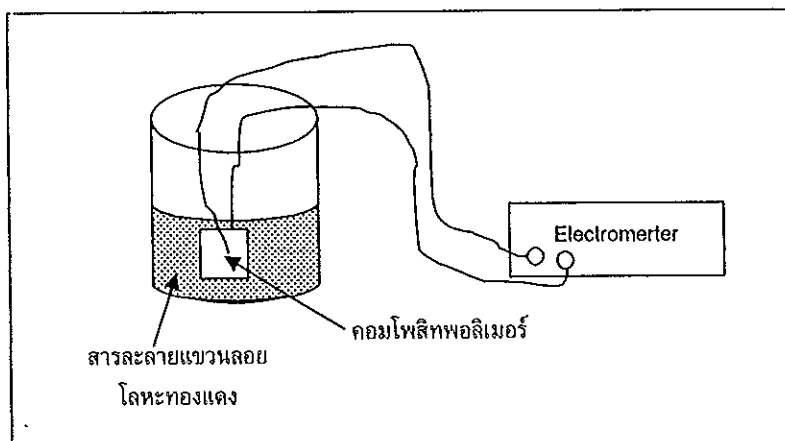 Electromerter
คอมโพสิทพอลิเมอร์
สารละลายแขวนลอย
โลหะทองแดง